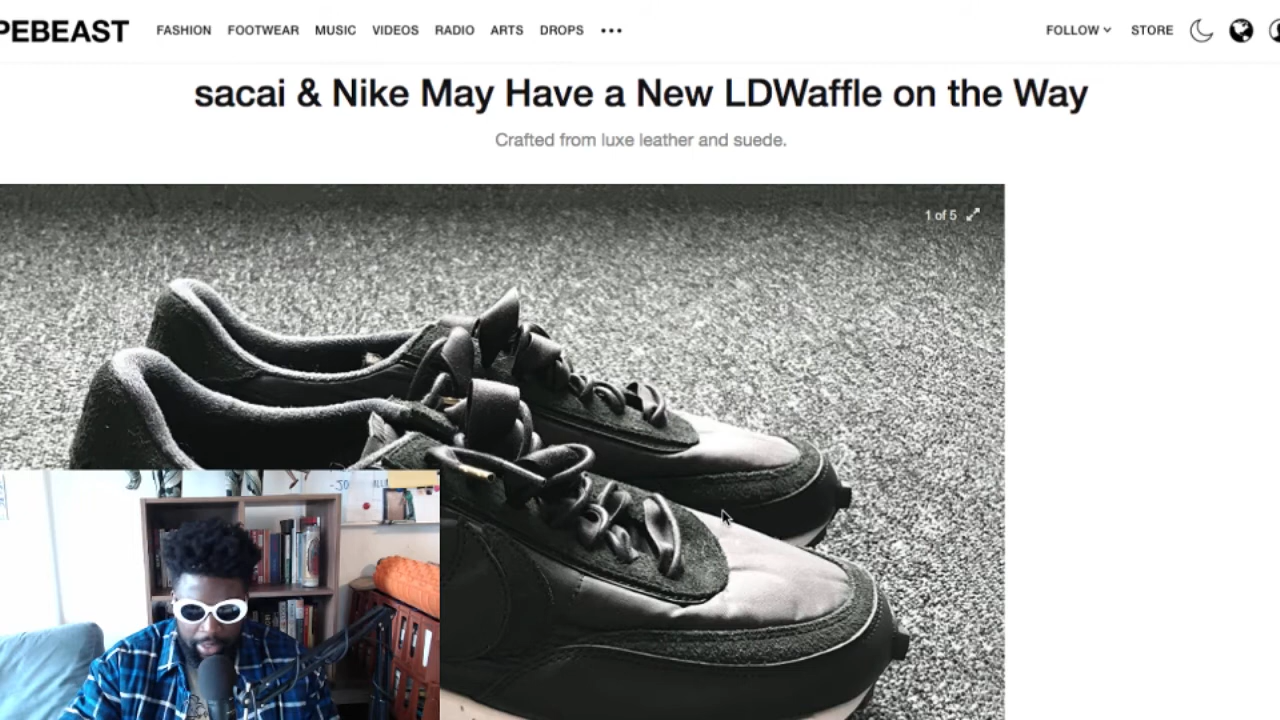 PEBEAST FASHION FOOTWEAR MUSIC VIDEOS RADIO ARTS DROPS ••• FOLLOW STORE
sacai & Nike May Have a New LDWaffle on the Way
Crafted from luxe leather and suede.
1 of 5